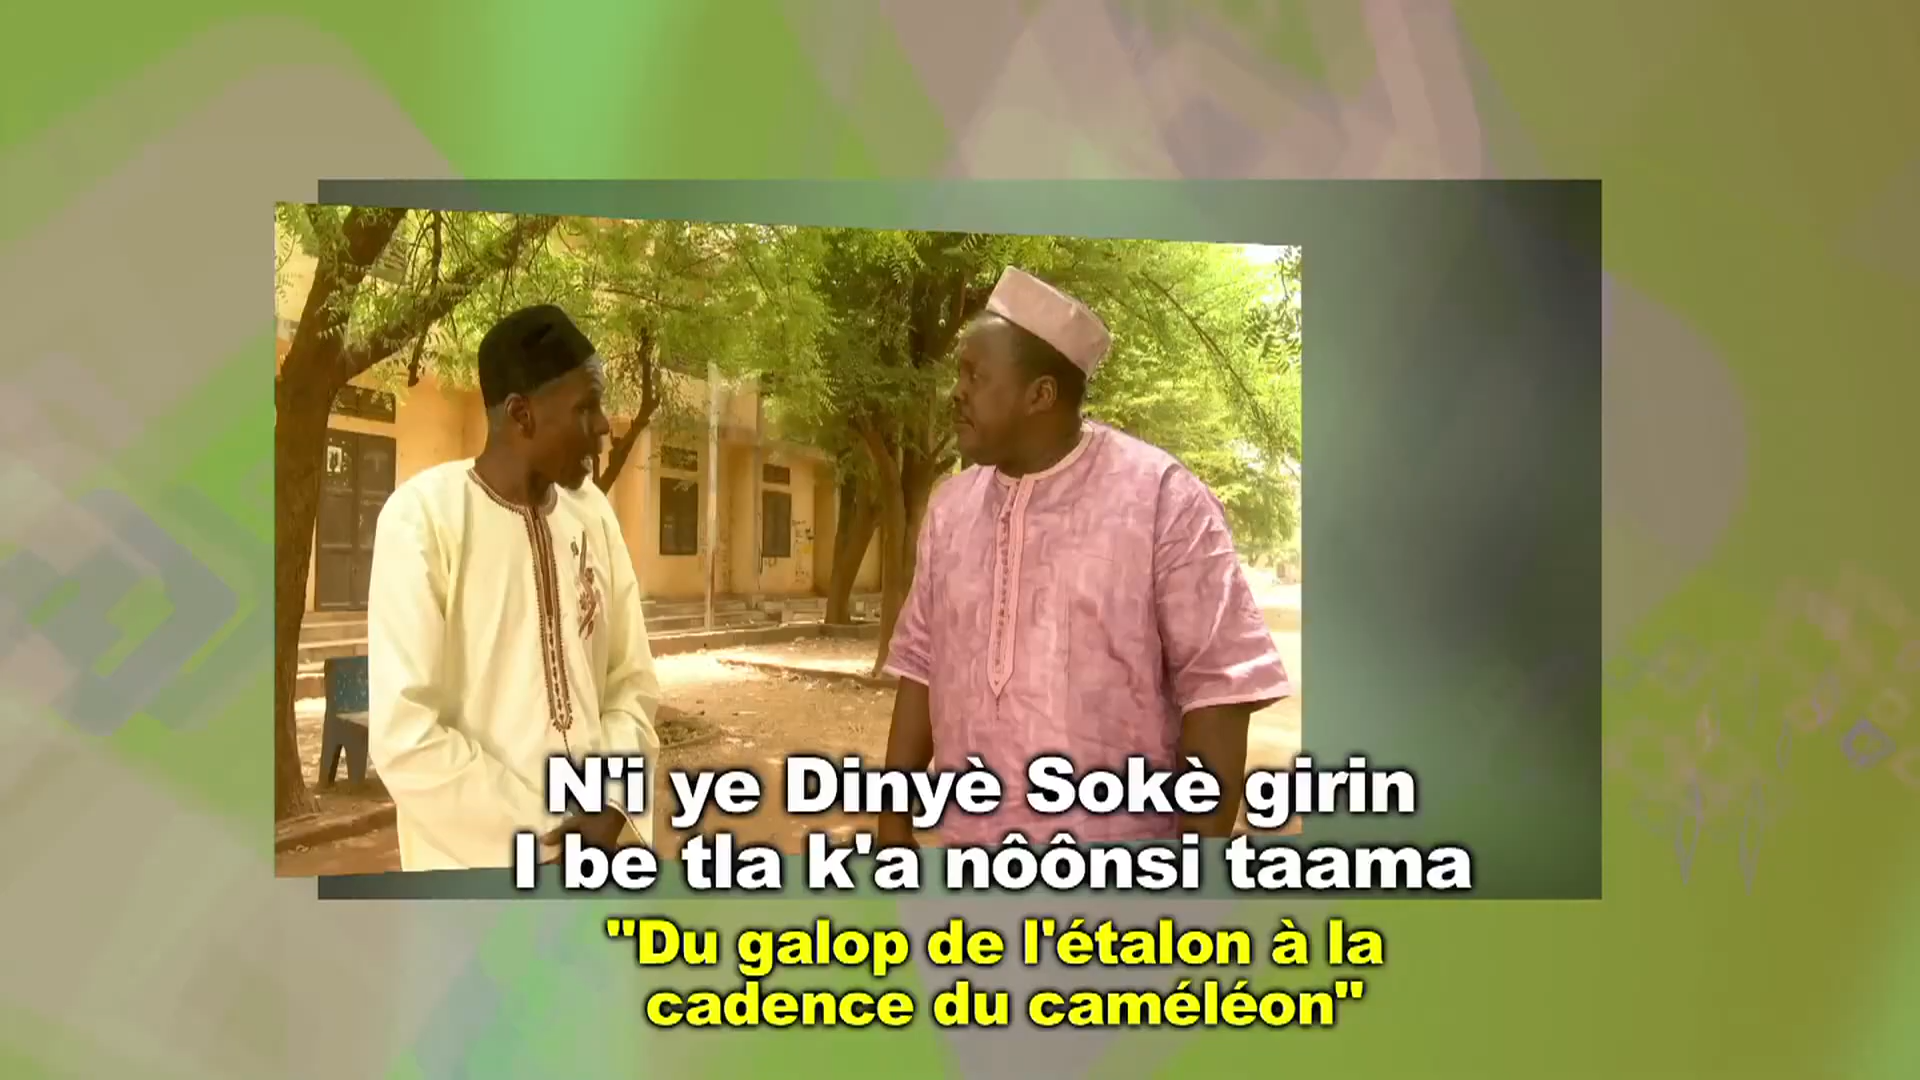 N'i ye Dinyè Sokè girin
I be tla k'a nôônsi taama
"Du galop de l'étalon à la
cadence du caméléon"